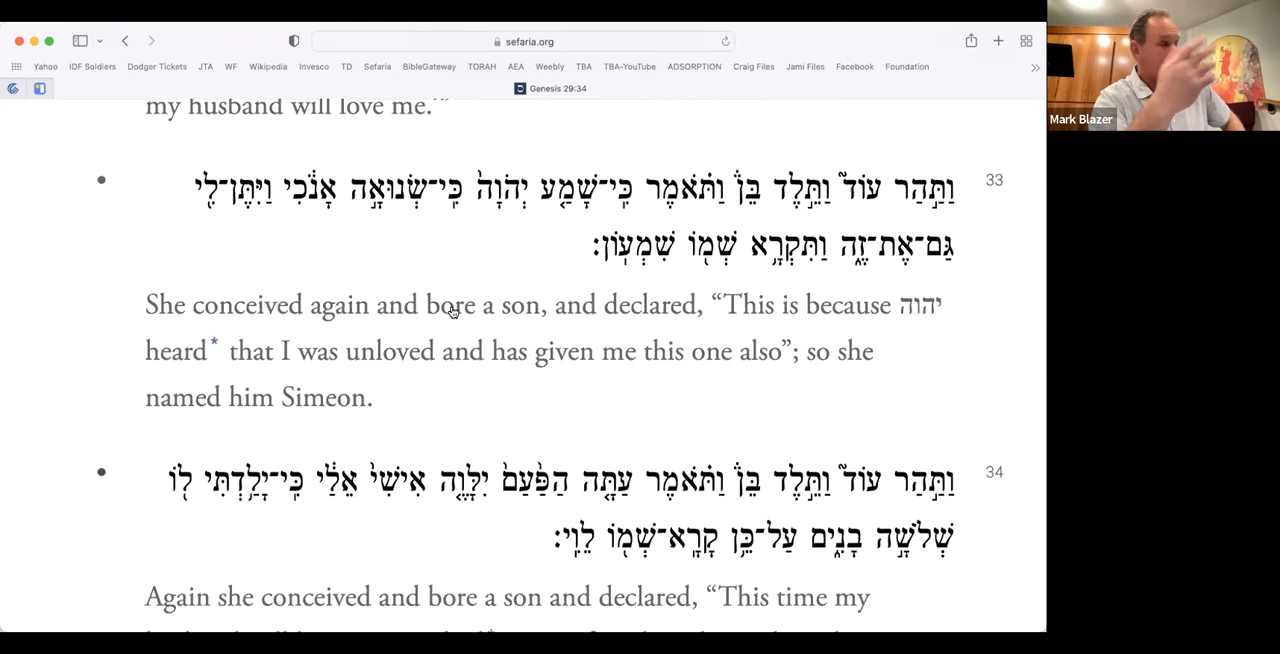 sefaria.org
Yahoo IDF Soldiers Dodger Tickets JTA WF Wikipedia Invesco TD Sefaria BibleGateway TORAH AEA Weebly TBA TBA-YouTube ADSORPTION Craig Files Jami Files Facebook Foundation
Genesis 29:34
Mark Blazer
my husband will love me.”
33
וַתַּ֣הַר עוֹד֮ וַתֵּ֣לֶד בֵּן֒ וַתֹּ֗אמֶר כִּֽי־שָׁמַ֤ע יְהֹוָה֙ כִּֽי־שְׂנוּאָ֣ה אָנֹ֔כִי וַיִּתֶּן־לִ֖י
גַּם־אֶת־זֶ֑ה וַתִּקְרָ֥א שְׁמ֖וֹ שִׁמְעֽוֹן׃
She conceived again and bore a son, and declared, “This is because יהוה
heard* that I was unloved and has given me this one also”; so she
named him Simeon.
34
וַתַּ֣הַר עוֹד֮ וַתֵּ֣לֶד בֵּן֒ וַתֹּ֗אמֶר עַתָּ֤ה הַפַּ֙עַם֙ יִלָּוֶ֤ה אִישִׁי֙ אֵלַ֔י כִּֽי־יָלַ֥דְתִּי ל֖וֹ
שְׁלֹשָׁ֣ה בָנִ֑ים עַל־כֵּ֥ן קָרָֽא־שְׁמ֖וֹ לֵוִֽי׃
Again she conceived and bore a son and declared, “This time my